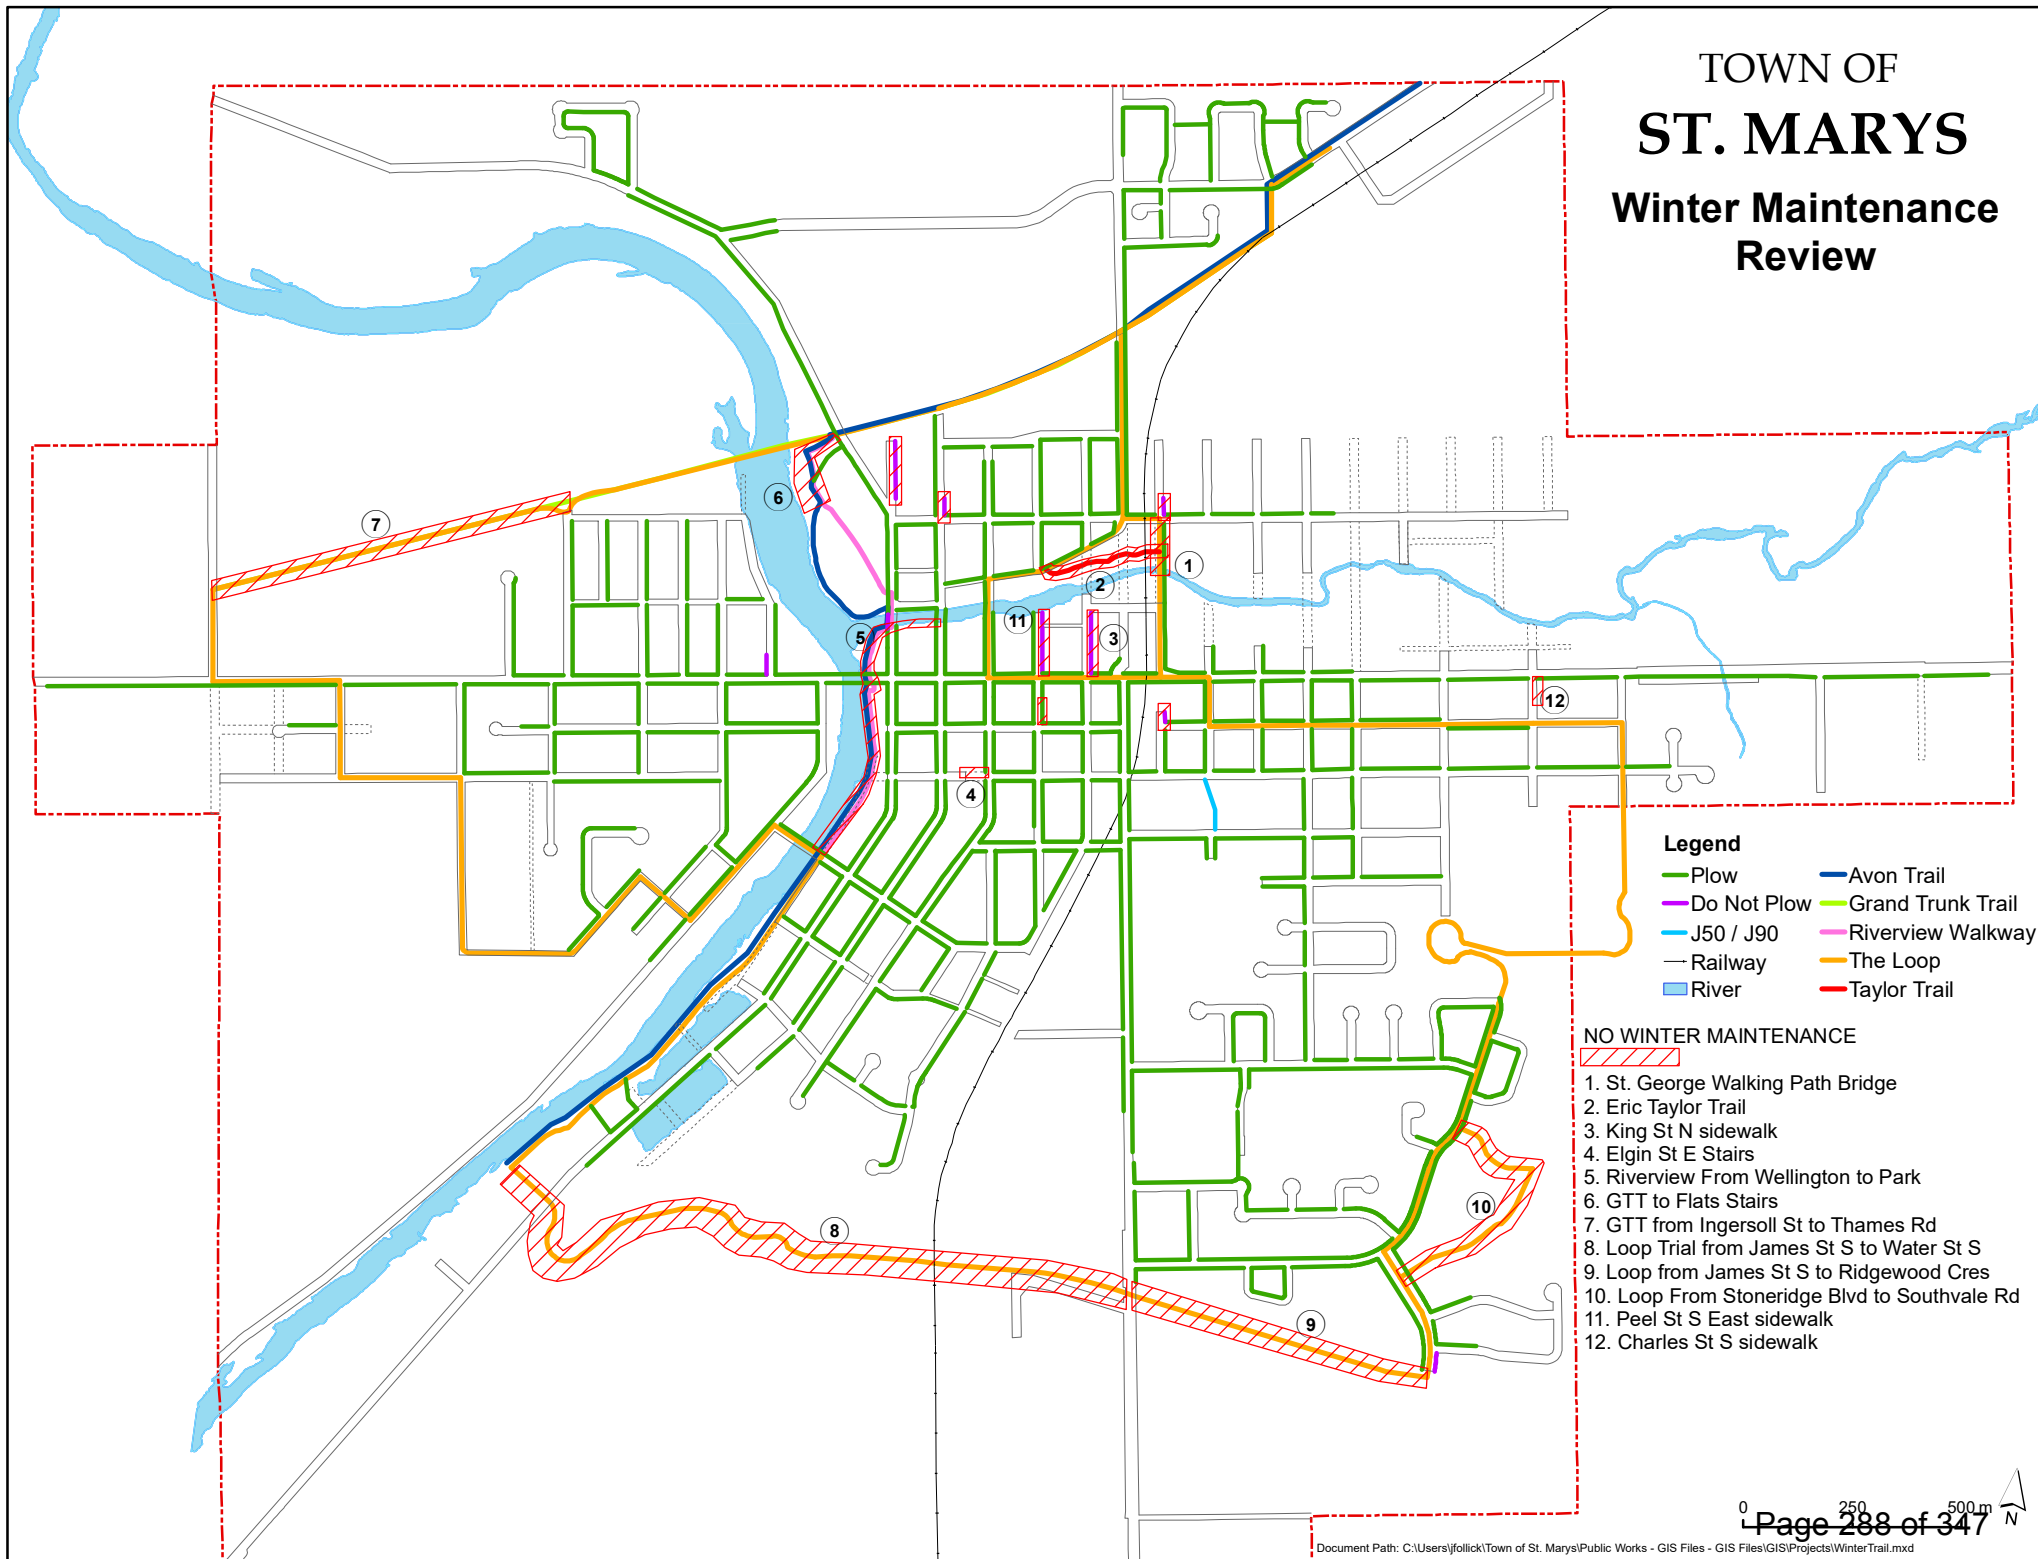 TOWN OF
ST. MARYS
Winter Maintenance
Review
7
6
1
2
11
3
5
12
4
10
8
9
Legend
Plow
Do Not Plow
J50 / J90
Railway
River
Avon Trail
Grand Trunk Trail
Riverview Walkway
The Loop
Taylor Trail
NO WINTER MAINTENANCE
1. St. George Walking Path Bridge
2. Eric Taylor Trail
3. King St N sidewalk
4. Elgin St E Stairs
5. Riverview From Wellington to Park
6. GTT to Flats Stairs
7. GTT from Ingersoll St to Thames Rd
8. Loop Trial from James St S to Water St S
9. Loop from James St S to Ridgewood Cres
10. Loop From Stoneridge Blvd to Southvale Rd
11. Peel St S East sidewalk
12. Charles St S sidewalk
0 250 500 m
N
Page 288 of 347
Document Path: C:\Users\jfollick\Town of St. Marys\Public Works - GIS Files - GIS Files\GIS\Projects\WinterTrail.mxd